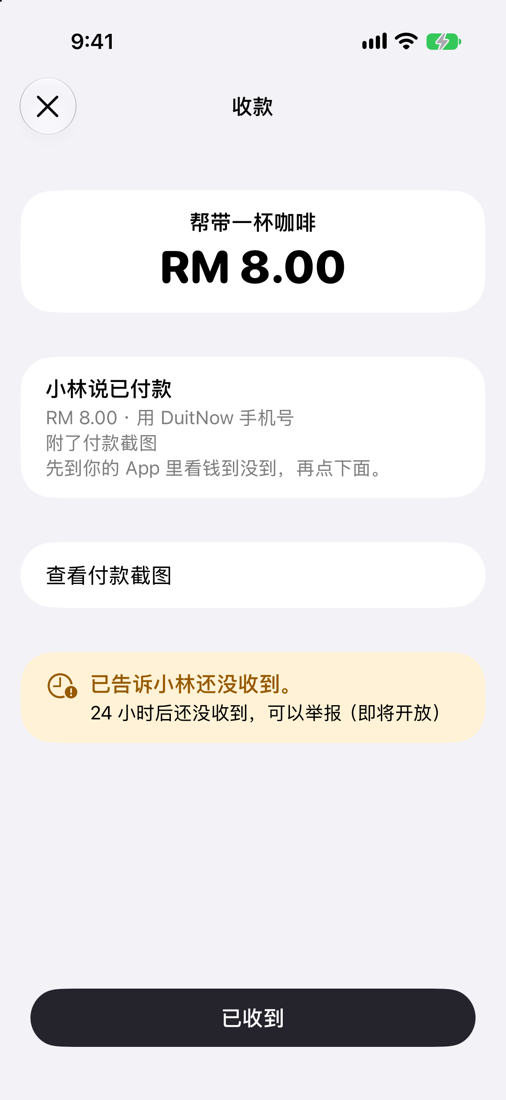 9:41
收款
帮带一杯咖啡
RM 8.00
小林说已付款
RM 8.00 · 用 DuitNow 手机号
附了付款截图
先到你的 App 里看钱到没到，再点下面。
查看付款截图
已告诉小林还没收到。
24 小时后还没收到，可以举报（即将开放）
已收到